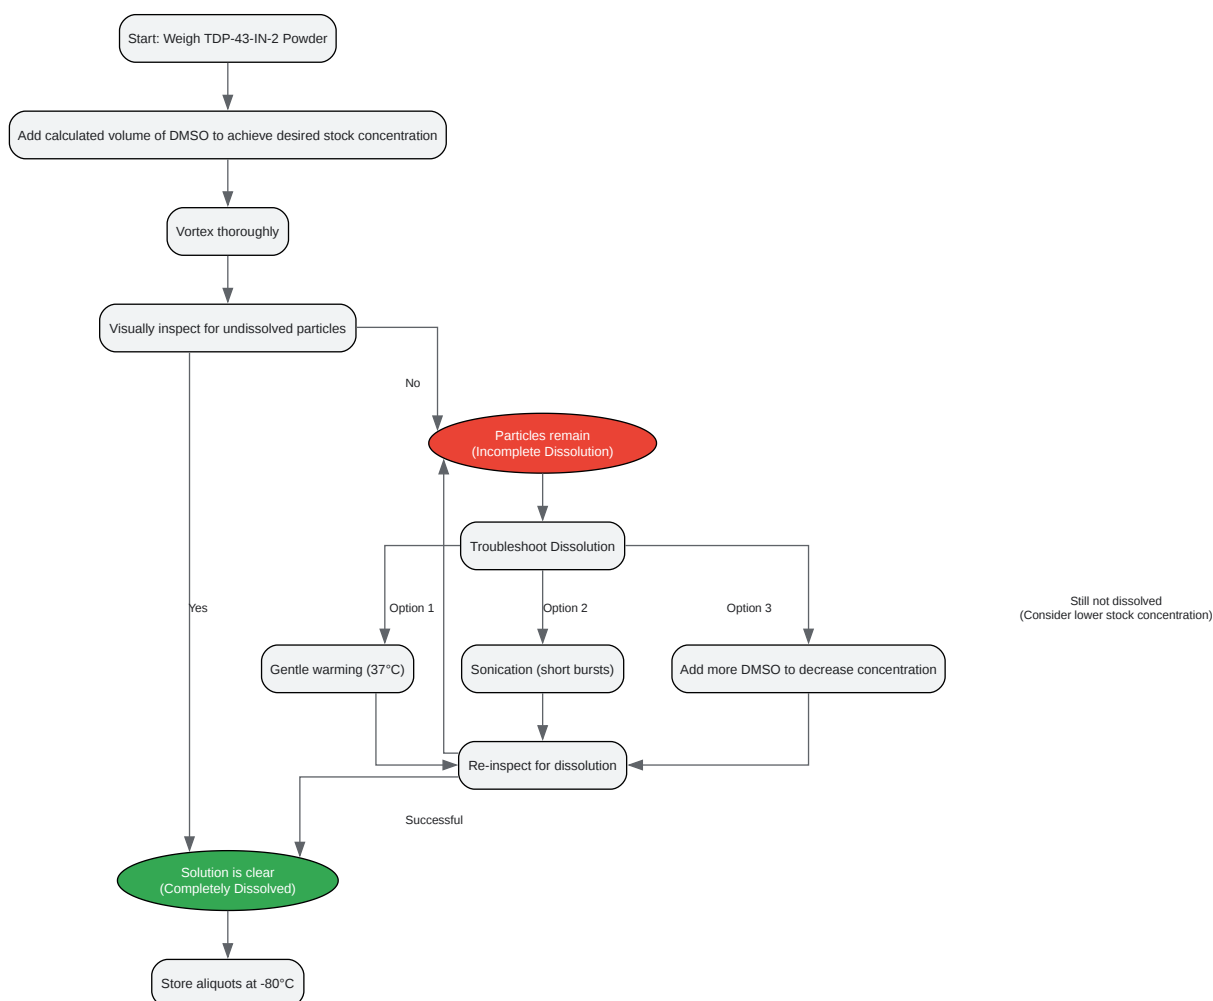 Start: Weigh TDP-43-IN-2 Powder
Add calculated volume of DMSO to achieve desired stock concentration
Vortex thoroughly
Visually inspect for undissolved particles
No
Particles remain
(Incomplete Dissolution)
Troubleshoot Dissolution
Yes
Option 1
Option 2
Option 3
Still not dissolved
(Consider lower stock concentration)
Gentle warming (37°C)
Sonication (short bursts)
Add more DMSO to decrease concentration
Re-inspect for dissolution
Successful
Solution is clear
(Completely Dissolved)
Store aliquots at -80°C